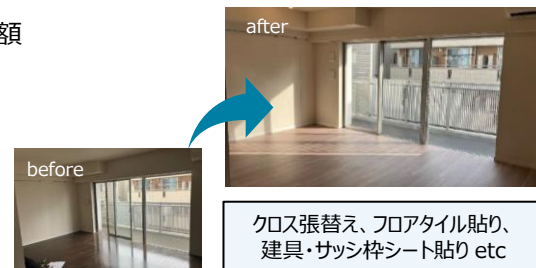 額
after
before
クロス張替え、フロアタイル貼り、
建具・サッシ枠シート貼り etc